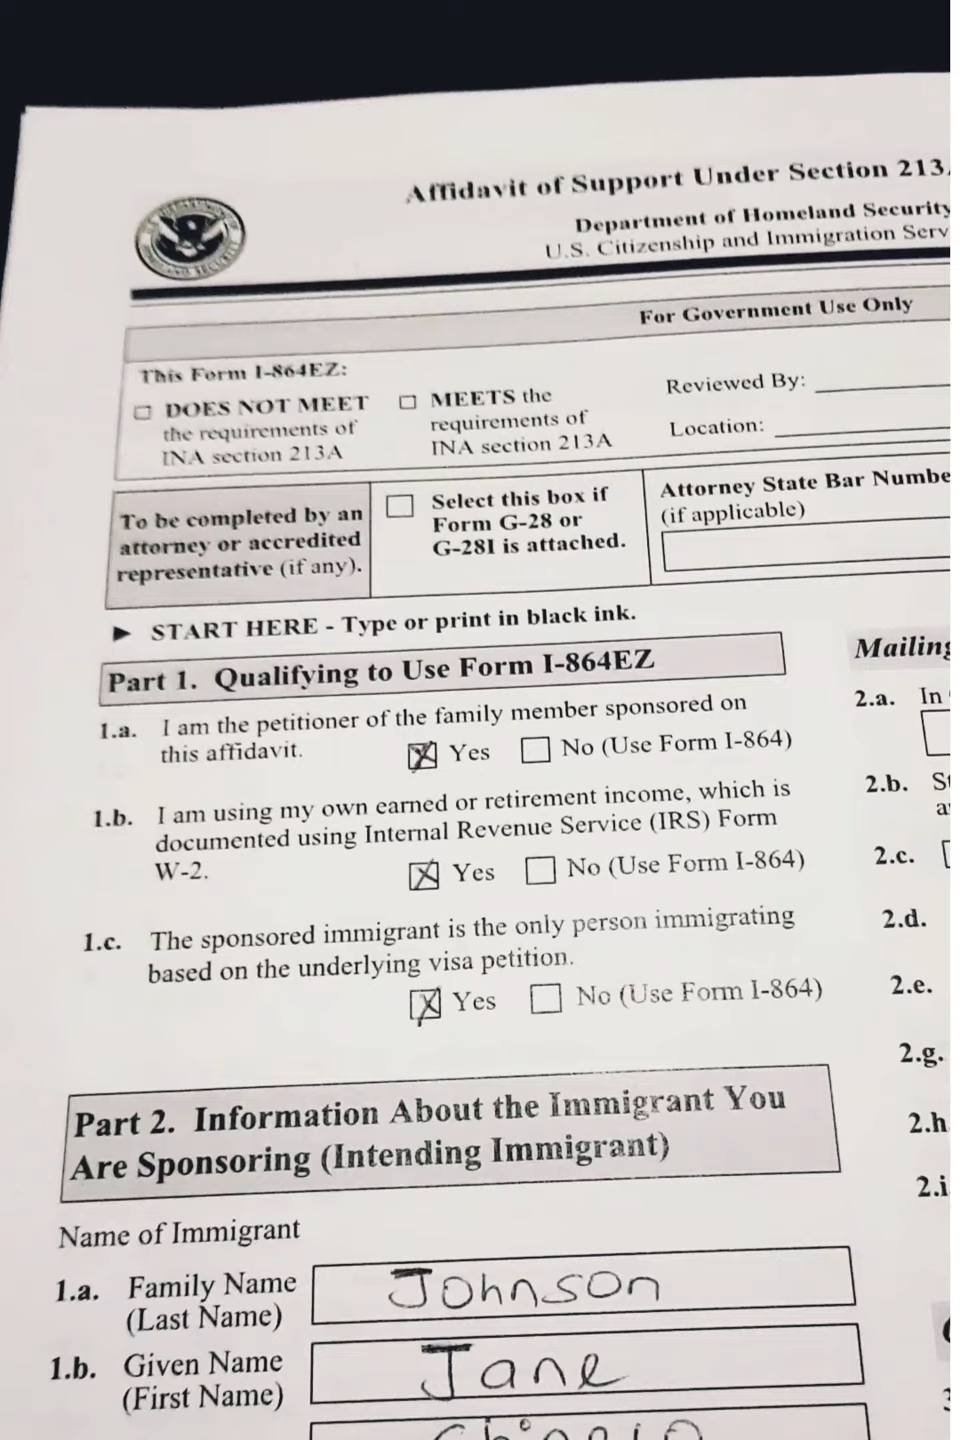 Affidavit of Support Under Section 213
Department of Homeland Security
U.S. Citizenship and Immigration Serv
For Government Use Only
This Form I-864EZ:
☐ DOES NOT MEET
the requirements of
INA section 213A
☐ MEETS the
requirements of
INA section 213A
Reviewed By:
Location:
To be completed by an
attorney or accredited
representative (if any).
☐ Select this box if
Form G-28 or
G-28I is attached.
Attorney State Bar Numbe
(if applicable)
► START HERE - Type or print in black ink.
Part 1. Qualifying to Use Form I-864EZ
1.a. I am the petitioner of the family member sponsored on
this affidavit. ☒ Yes ☐ No (Use Form I-864)
1.b. I am using my own earned or retirement income, which is
documented using Internal Revenue Service (IRS) Form
W-2. ☒ Yes ☐ No (Use Form I-864)
1.c. The sponsored immigrant is the only person immigrating
based on the underlying visa petition.
☒ Yes ☐ No (Use Form I-864)
Part 2. Information About the Immigrant You
Are Sponsoring (Intending Immigrant)
Name of Immigrant
1.a. Family Name
(Last Name)
Johnson
1.b. Given Name
(First Name)
Jane
Mailing
2.a. In
2.b.
2.c.
2.d.
2.e.
2.g.
2.h
2.i